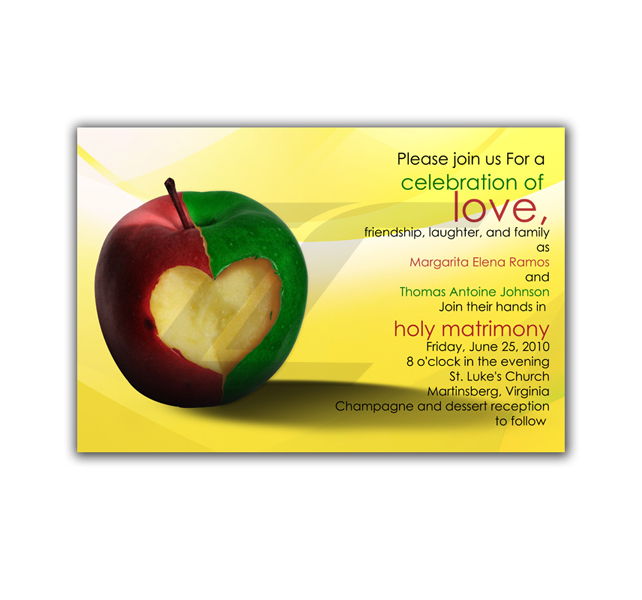 Please join us For a
celebration of
love,
friendship, laughter, and family
as
Margarita Elena Ramos
and
Thomas Antoine Johnson
Join their hands in
holy matrimony
Friday, June 25, 2010
8 o'clock in the evening
St. Luke's Church
Martinsberg, Virginia
Champagne and dessert reception
to follow